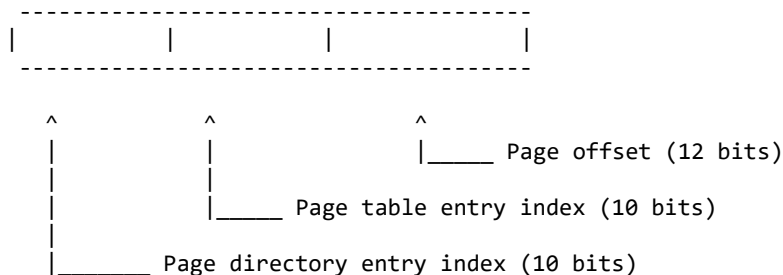 Page offset (12 bits)
Page table entry index (10 bits)
Page directory entry index (10 bits)